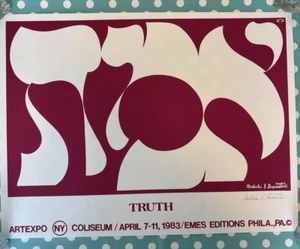 אמת
TRUTH
ARTEXPO NY COLISEUM / APRIL 7-11, 1983/EMES EDITIONS PHILA.,PA.©